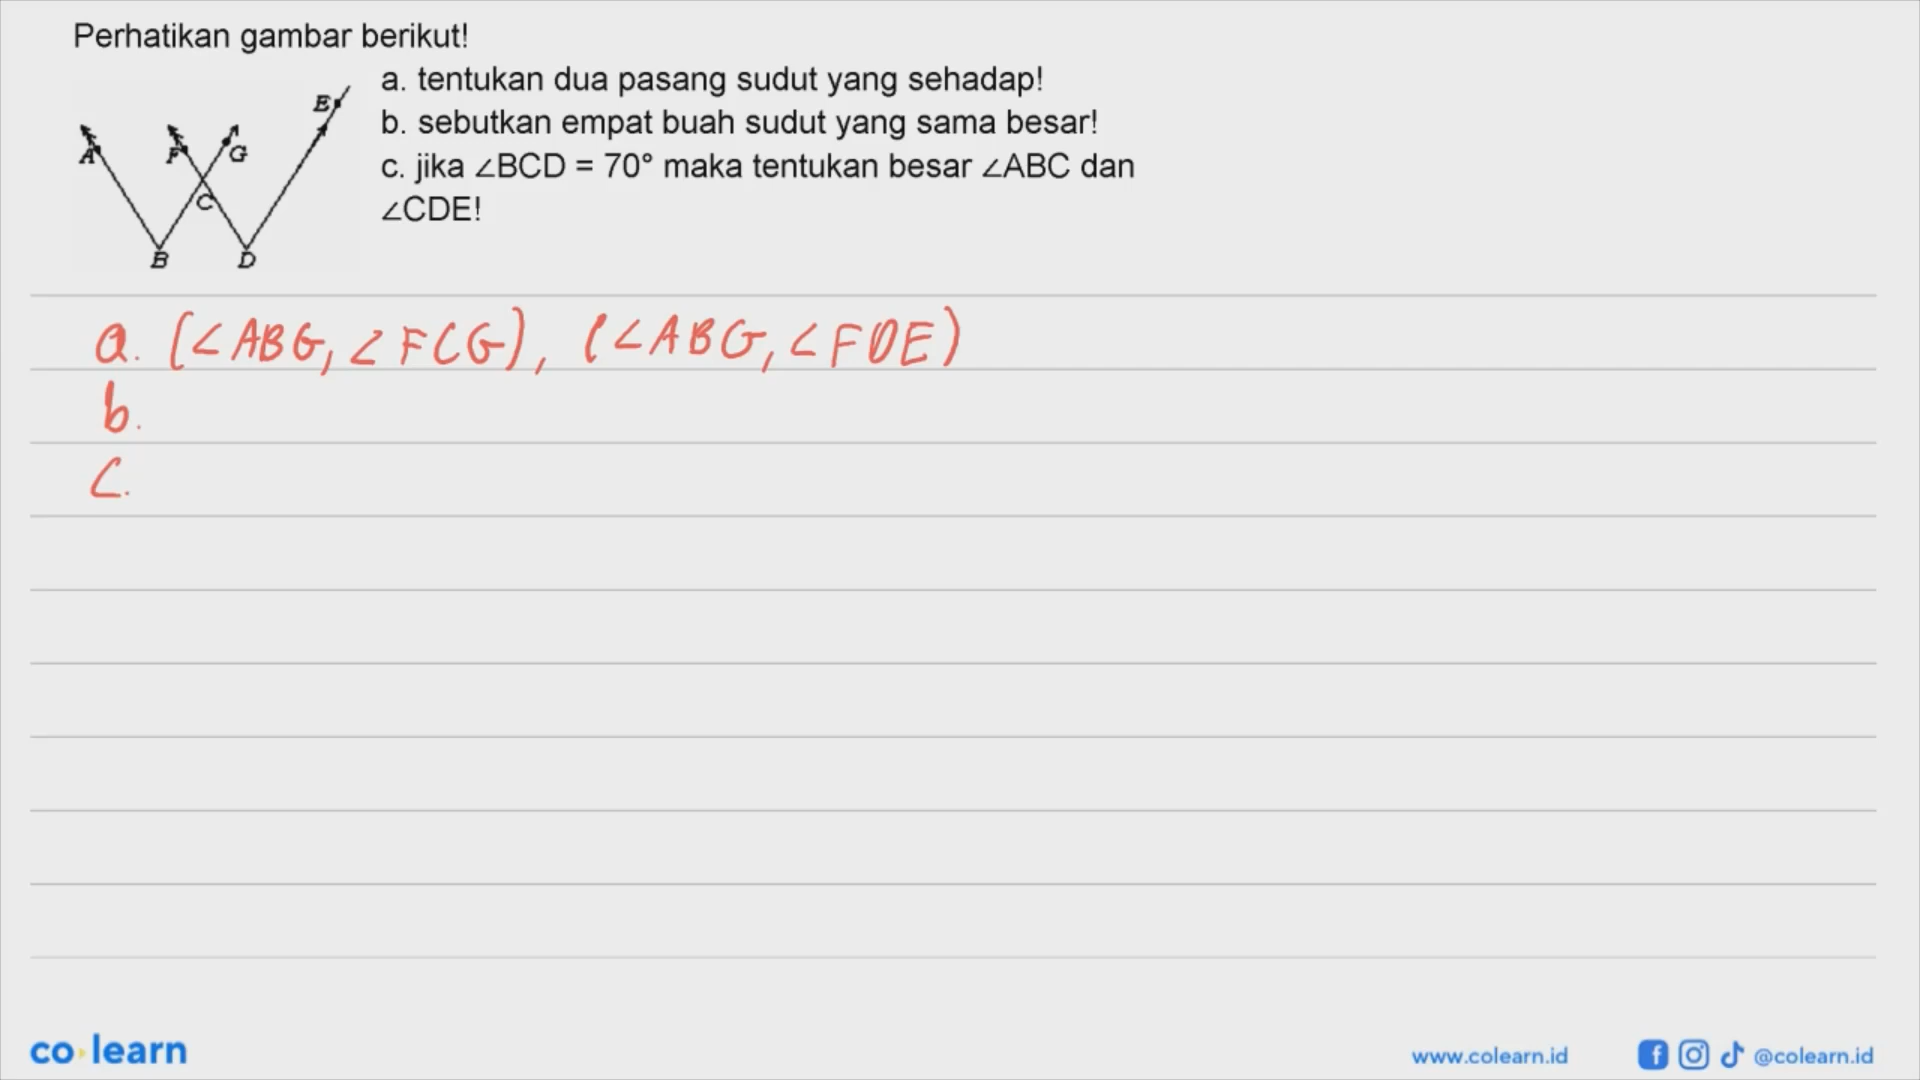 Perhatikan gambar berikut!
a. tentukan dua pasang sudut yang sehadap!
b. sebutkan empat buah sudut yang sama besar!
c. jika ∠BCD = 70° maka tentukan besar ∠ABC dan
∠CDE!
E
A
F
G
C
B
D
a. (∠ABG, ∠FCG), (∠ABG, ∠FDE)
b.
c.
co learn
www.colearn.id
@colearn.id